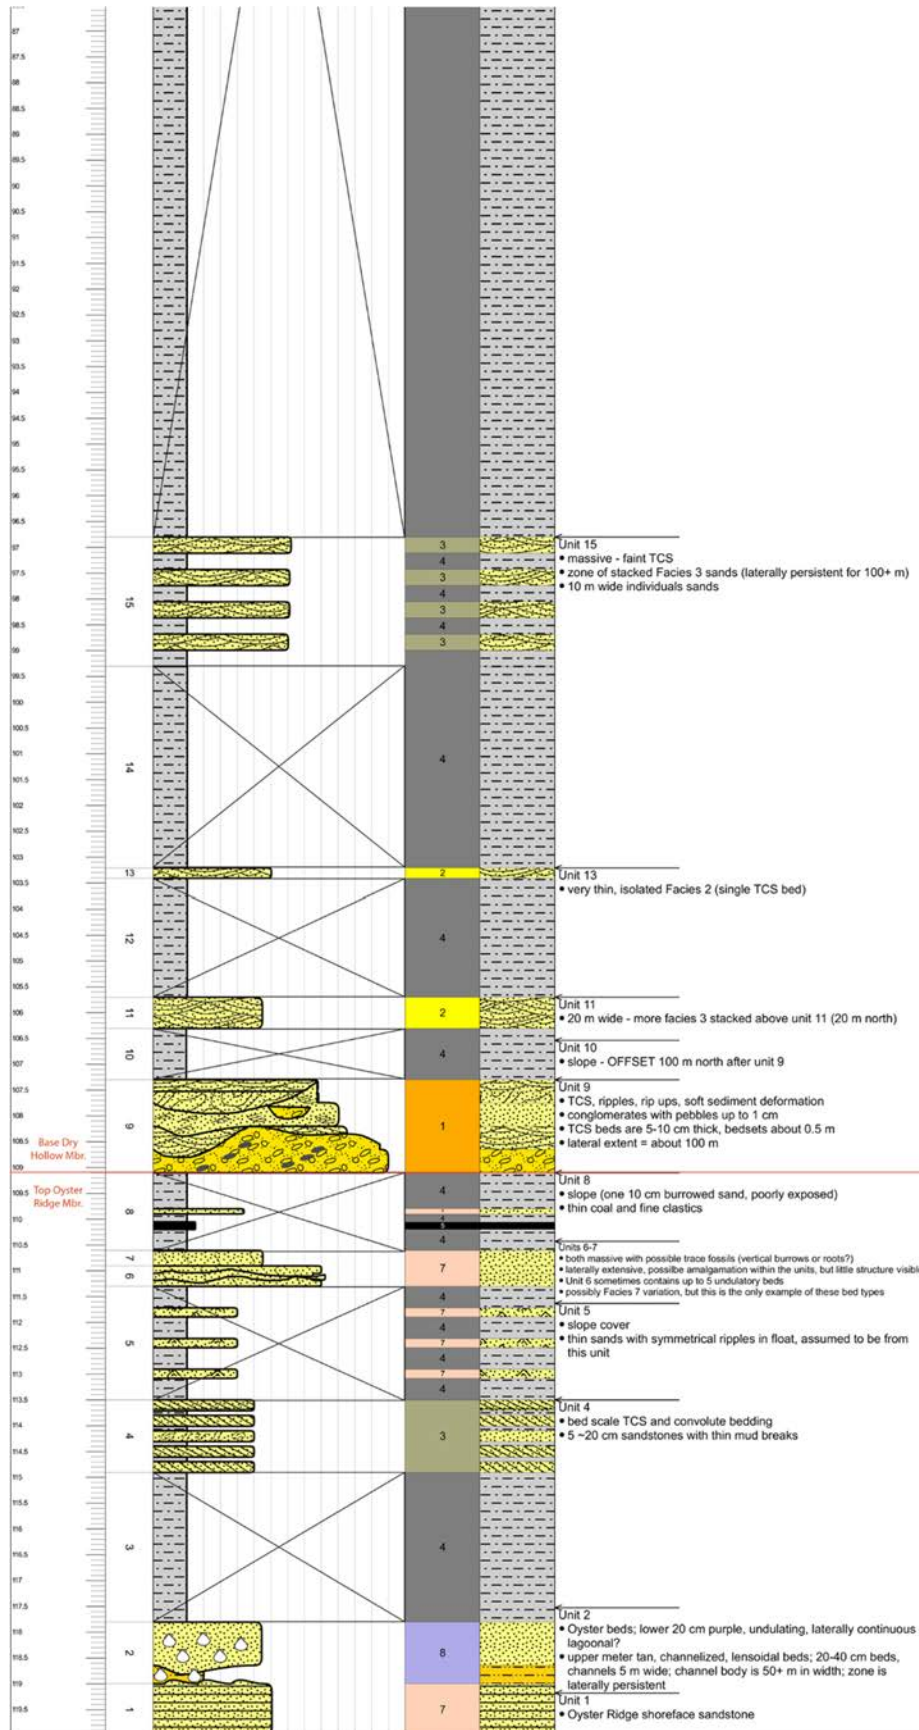 87
87.5
88
88.5
89
89.5
90
90.5
91
91.5
92
92.5
93
93.5
94
94.5
95
95.5
96
96.5
97
97.5
98
98.5
99
99.5
100
100.5
101
101.5
102
102.5
103
103.5
104
104.5
105
105.5
106
106.5
107
107.5
108
108.5
109
109.5
110
110.5
111
111.5
112
112.5
113
113.5
114
114.5
115
115.5
116
116.5
117
117.5
118
118.5
119
119.5
Base Dry
Hollow Mbr.
Top Oyster
Ridge Mbr.
15
14
13
12
11
10
9
8
7
6
5
4
3
2
1
3
4
3
4
3
4
3
4
2
4
2
4
1
4
5
4
7
4
7
4
7
4
7
4
3
4
8
7
Unit 15
• massive - faint TCS
• zone of stacked Facies 3 sands (laterally persistent for 100+ m)
• 10 m wide individuals sands
Unit 13
• very thin, isolated Facies 2 (single TCS bed)
Unit 11
• 20 m wide - more facies 3 stacked above unit 11 (20 m north)
Unit 10
• slope - OFFSET 100 m north after unit 9
Unit 9
• TCS, ripples, rip ups, soft sediment deformation
• conglomerates with pebbles up to 1 cm
• TCS beds are 5-10 cm thick, bedsets about 0.5 m
• lateral extent = about 100 m
Unit 8
• slope (one 10 cm burrowed sand, poorly exposed)
• thin coal and fine clastics
Units 6-7
• both massive with possible trace fossils (vertical burrows or roots?)
• laterally extensive, possilbe amalgamation within the units, but little structure visible
• Unit 6 sometimes contains up to 5 undulatory beds
• possibly Facies 7 variation, but this is the only example of these bed types
Unit 5
• slope cover
• thin sands with symmetrical ripples in float, assumed to be from
this unit
Unit 4
• bed scale TCS and convolute bedding
• 5 ~20 cm sandstones with thin mud breaks
Unit 2
• Oyster beds; lower 20 cm purple, undulating, laterally continuous
lagoonal?
• upper meter tan, channelized, lensoidal beds; 20-40 cm beds,
channels 5 m wide; channel body is 50+ m in width; zone is
laterally persistent
Unit 1
• Oyster Ridge shoreface sandstone